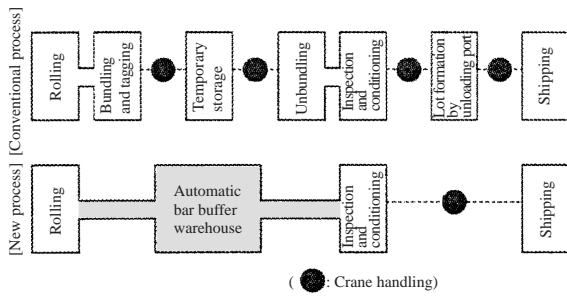 [Conventional process]
Rolling
Bundling
and tagging
Temporary
storage
Unbundling
Inspection
and
conditioning
Lot formation
by
unloading port
Shipping
[New process]
Rolling
Automatic
bar buffer
warehouse
Inspection
and
conditioning
Shipping
( : Crane handling)